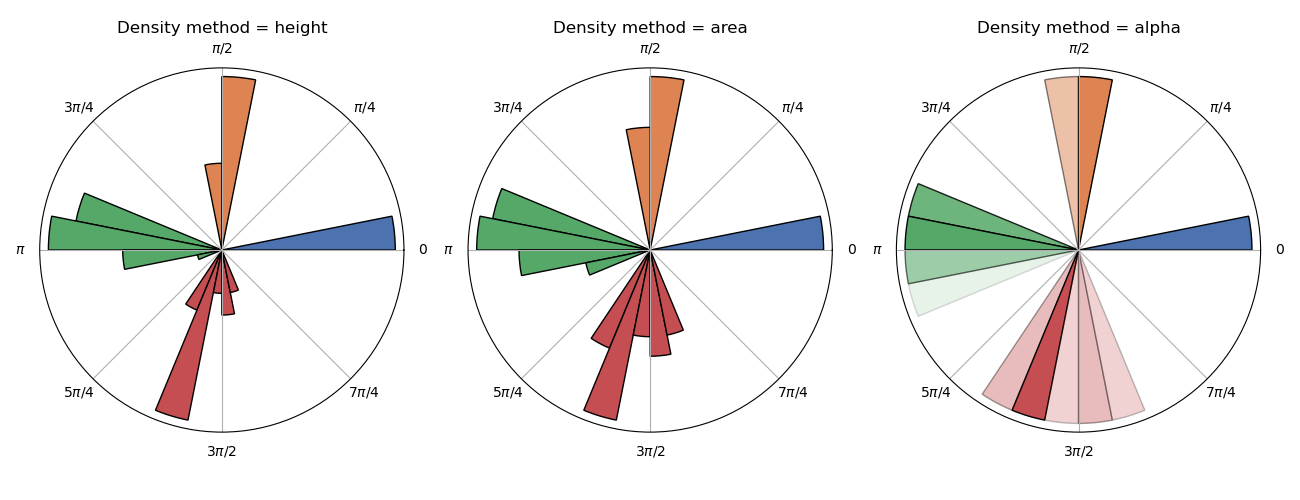 Density method = height
π/2
3π/4
π/4
π
0
5π/4
7π/4
3π/2
Density method = area
π/2
3π/4
π/4
π
0
5π/4
7π/4
3π/2
Density method = alpha
π/2
3π/4
π/4
π
0
5π/4
7π/4
3π/2